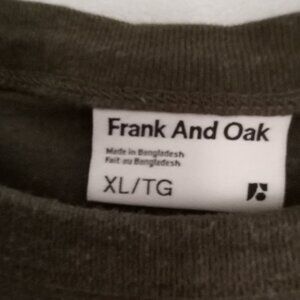 Frank And Oak
Made in Bangladesh
Fait au Bangladesh
XL/TG